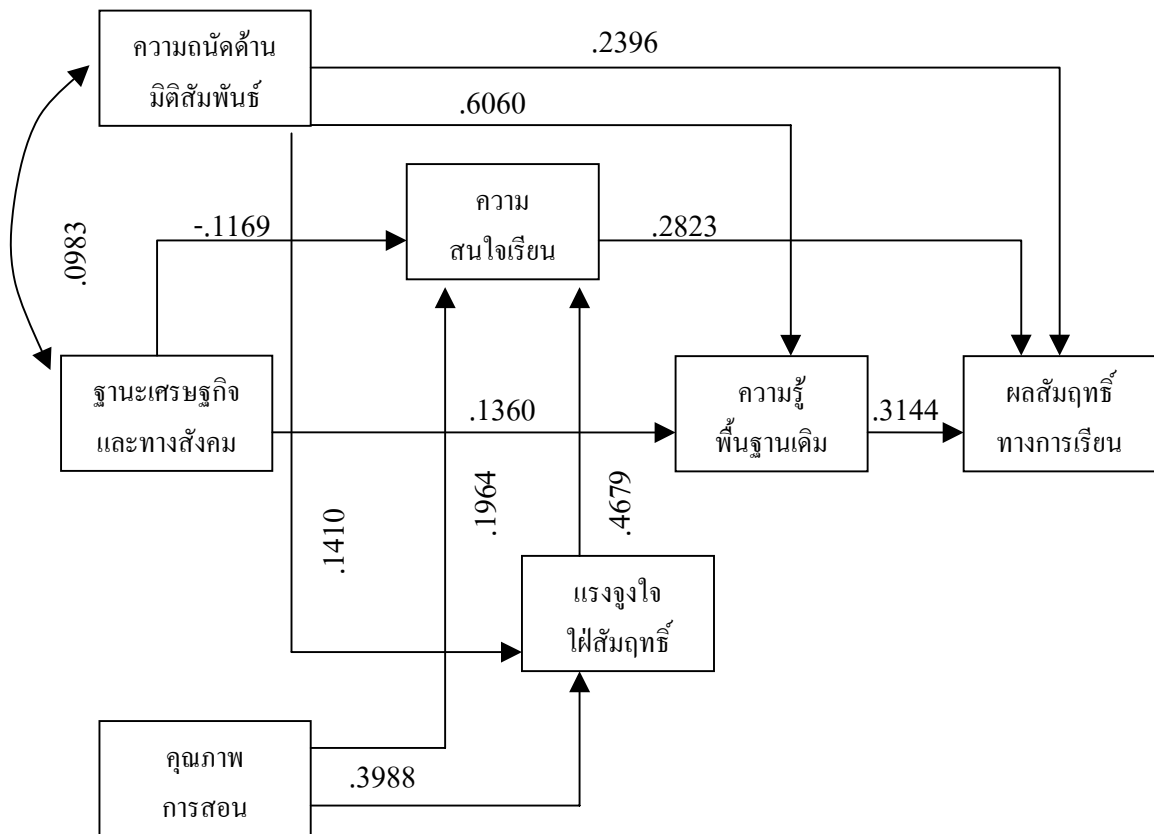 ความถนัดด้าน
มิติสัมพันธ์
.2396
.6060
ความ
สนใจเรียน
-.1169
.2823
.0983
ฐานะเศรษฐกิจ
และทางสังคม
.1360
ความรู้
พื้นฐานเดิม
.3144
ผลสัมฤทธิ์
ทางการเรียน
.1410
.1964
.4679
แรงจูงใจ
ใฝ่สัมฤทธิ์
คุณภาพ
การสอน
.3988